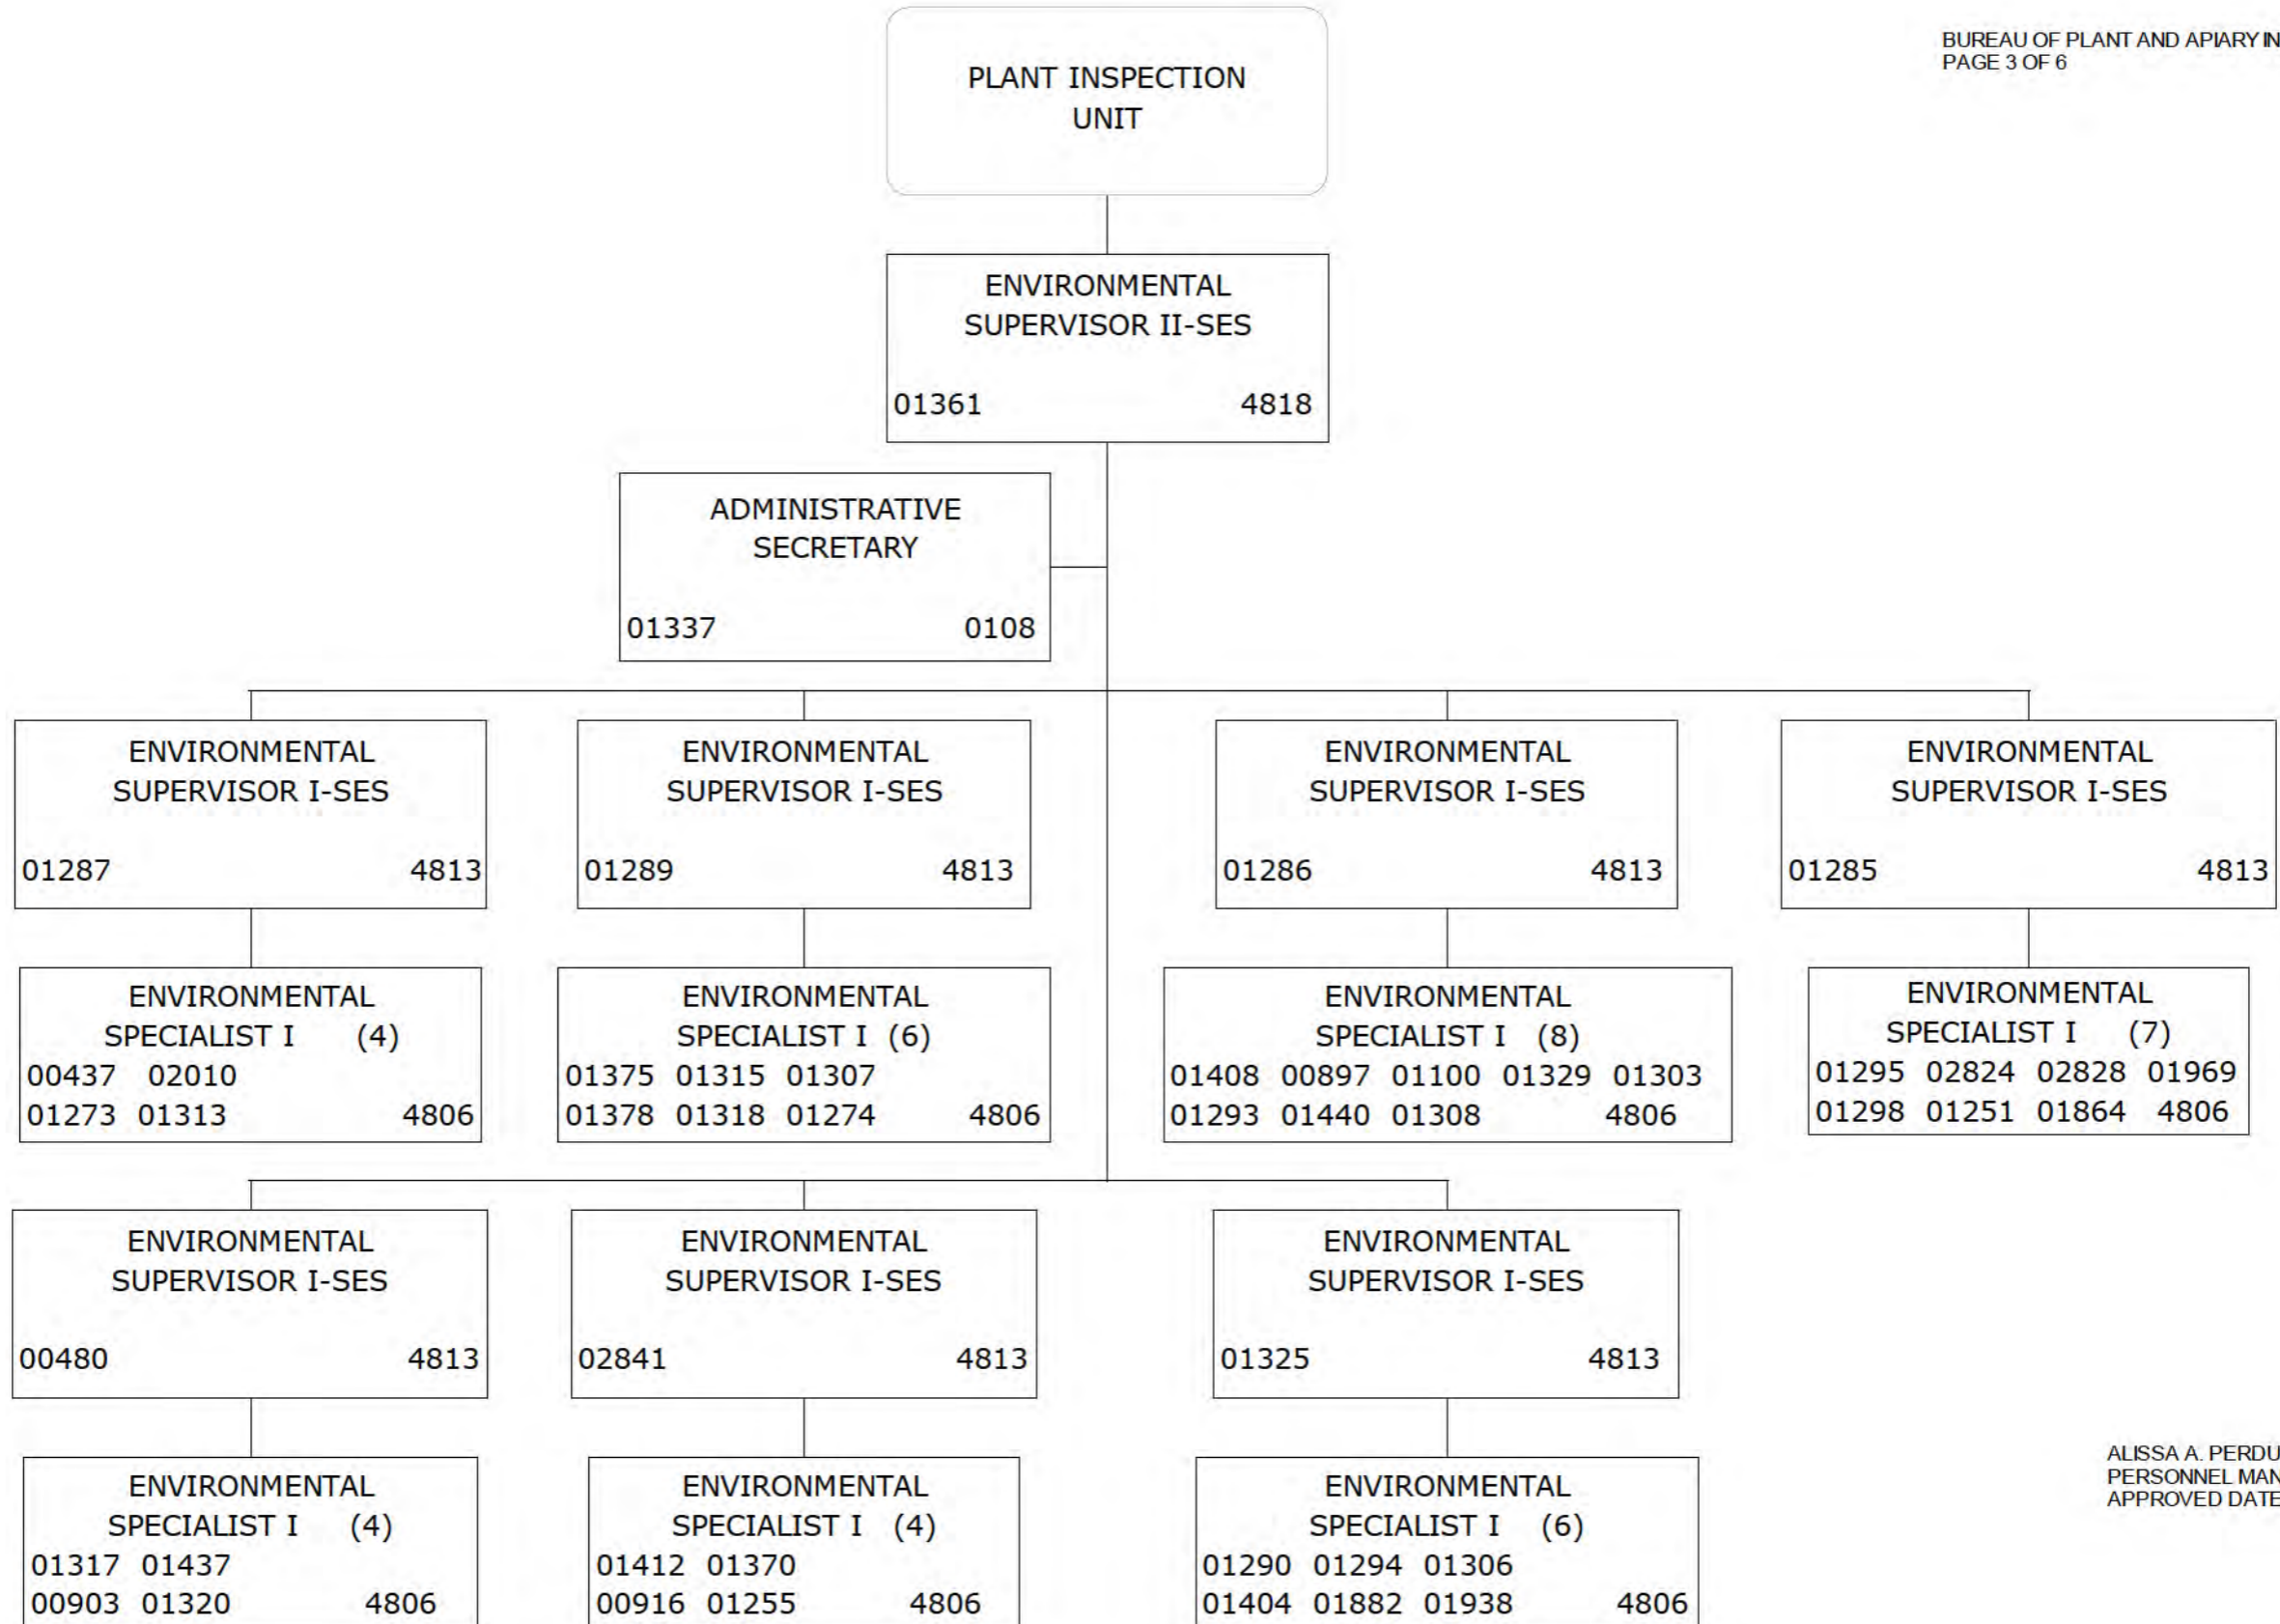 BUREAU OF PLANT AND APIARY IN
PAGE 3 OF 6
PLANT INSPECTION
UNIT
ENVIRONMENTAL
SUPERVISOR II-SES
01361 4818
ADMINISTRATIVE
SECRETARY
01337 0108
ENVIRONMENTAL
SUPERVISOR I-SES
01287 4813
ENVIRONMENTAL
SUPERVISOR I-SES
01289 4813
ENVIRONMENTAL
SUPERVISOR I-SES
01286 4813
ENVIRONMENTAL
SUPERVISOR I-SES
01285 4813
ENVIRONMENTAL
SPECIALIST I (4)
00437 02010
01273 01313 4806
ENVIRONMENTAL
SPECIALIST I (6)
01375 01315 01307
01378 01318 01274 4806
ENVIRONMENTAL
SPECIALIST I (8)
01408 00897 01100 01329 01303
01293 01440 01308 4806
ENVIRONMENTAL
SPECIALIST I (7)
01295 02824 02828 01969
01298 01251 01864 4806
ENVIRONMENTAL
SUPERVISOR I-SES
00480 4813
ENVIRONMENTAL
SUPERVISOR I-SES
02841 4813
ENVIRONMENTAL
SUPERVISOR I-SES
01325 4813
ENVIRONMENTAL
SPECIALIST I (4)
01317 01437
00903 01320 4806
ENVIRONMENTAL
SPECIALIST I (4)
01412 01370
00916 01255 4806
ENVIRONMENTAL
SPECIALIST I (6)
01290 01294 01306
01404 01882 01938 4806
ALISSA A. PERDU
PERSONNEL MAN
APPROVED DATE